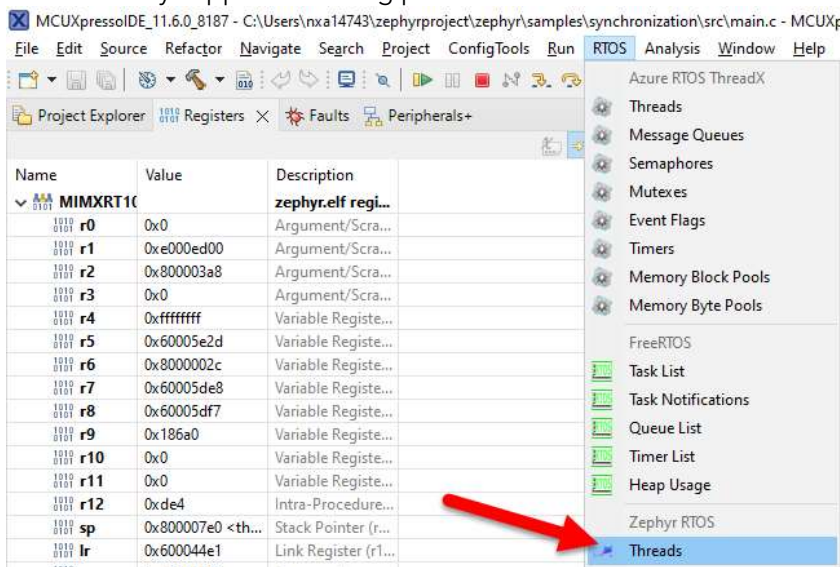 MCUXpressoIDE_11.6.0_8187 - C:\Users\nxa14743\zephyrproject\zephyr\samples\synchronization\src\main.c - MCUXp
File Edit Source Refactor Navigate Search Project ConfigTools Run RTOS Analysis Window Help
Project Explorer Registers Faults Peripherals+
Name Value Description
MIMXRT10 zephyr.elf regi...
r0 0x0 Argument/Scra...
r1 0xe000ed00 Argument/Scra...
r2 0x800003a8 Argument/Scra...
r3 0x0 Argument/Scra...
r4 0xffffffff Variable Registe...
r5 0x60005e2d Variable Registe...
r6 0x8000002c Variable Registe...
r7 0x60005de8 Variable Registe...
r8 0x60005df7 Variable Registe...
r9 0x186a0 Variable Registe...
r10 0x0 Variable Registe...
r11 0x0 Variable Registe...
r12 0xde4 Intra-Procedure...
sp 0x800007e0 <th... Stack Pointer (r...
lr 0x600044e1 Link Register (r1...
Azure RTOS ThreadX
Threads
Message Queues
Semaphores
Mutexes
Event Flags
Timers
Memory Block Pools
Memory Byte Pools
FreeRTOS
Task List
Task Notifications
Queue List
Timer List
Heap Usage
Zephyr RTOS
Threads